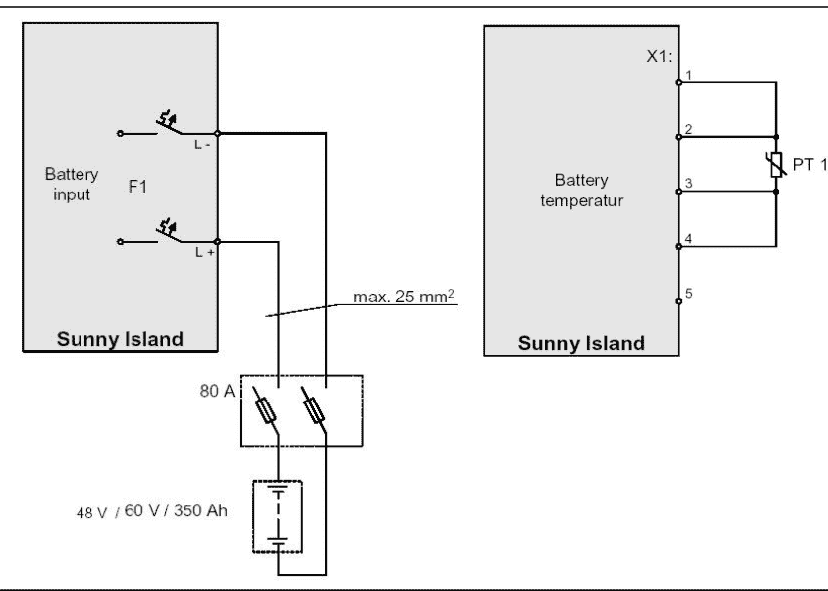 L -
Battery
input
F1
L +
max. 25 mm²
Sunny Island
80 A
48 V / 60 V / 350 Ah
X1:
1
2
PT 1
3
Battery
temperatur
4
5
Sunny Island